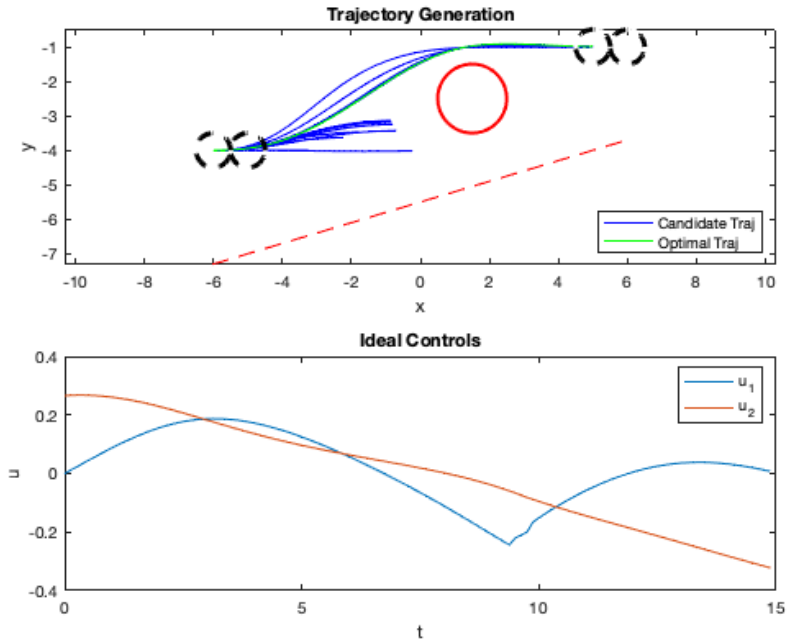 Trajectory Generation
-1
-2
-3
-4
-5
-6
-7
y
-10
-8
-6
-4
-2
0
2
4
6
8
10
x
Candidate Traj
Optimal Traj
Ideal Controls
0.4
0.2
0
-0.2
-0.4
u
0
5
10
15
t
u1
u2